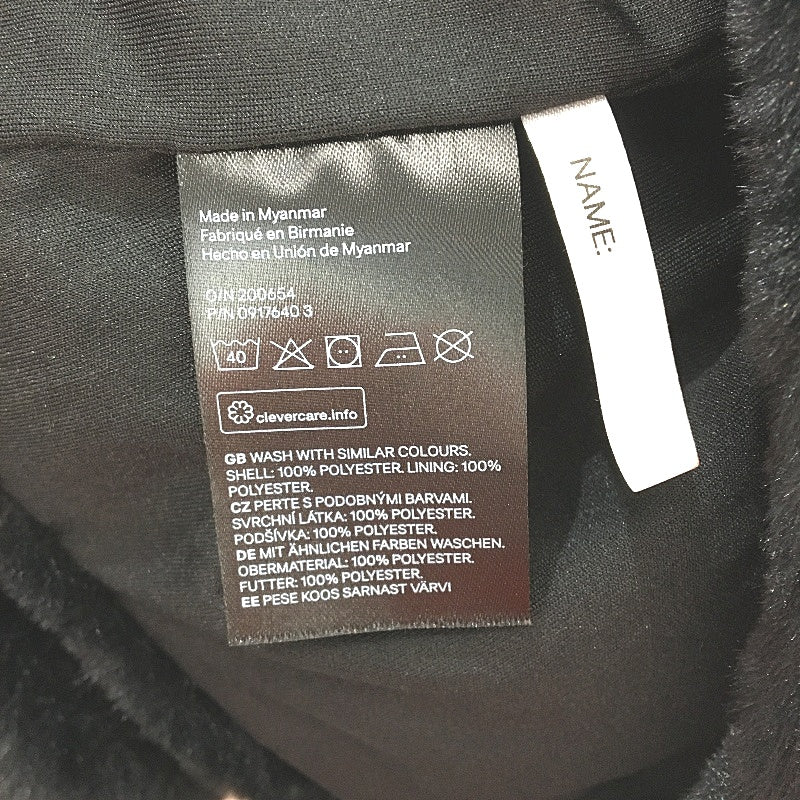 Made in Myanmar
Fabriqué en Birmanie
Hecho en Unión de Myanmar
O/N 200654
P/N 0917640 3
40
clevercare.info
GB WASH WITH SIMILAR COLOURS.
SHELL: 100% POLYESTER. LINING: 100%
POLYESTER.
CZ PERTE S PODOBNÝMI BARVAMI.
SVRCHNÍ LÁTKA: 100% POLYESTER.
PODŠÍVKA: 100% POLYESTER.
DE MIT ÄHNLICHEN FARBEN WASCHEN.
OBERMATERIAL: 100% POLYESTER.
FUTTER: 100% POLYESTER.
EE PESE KOOS SARNAST VÄRVI
NAME: